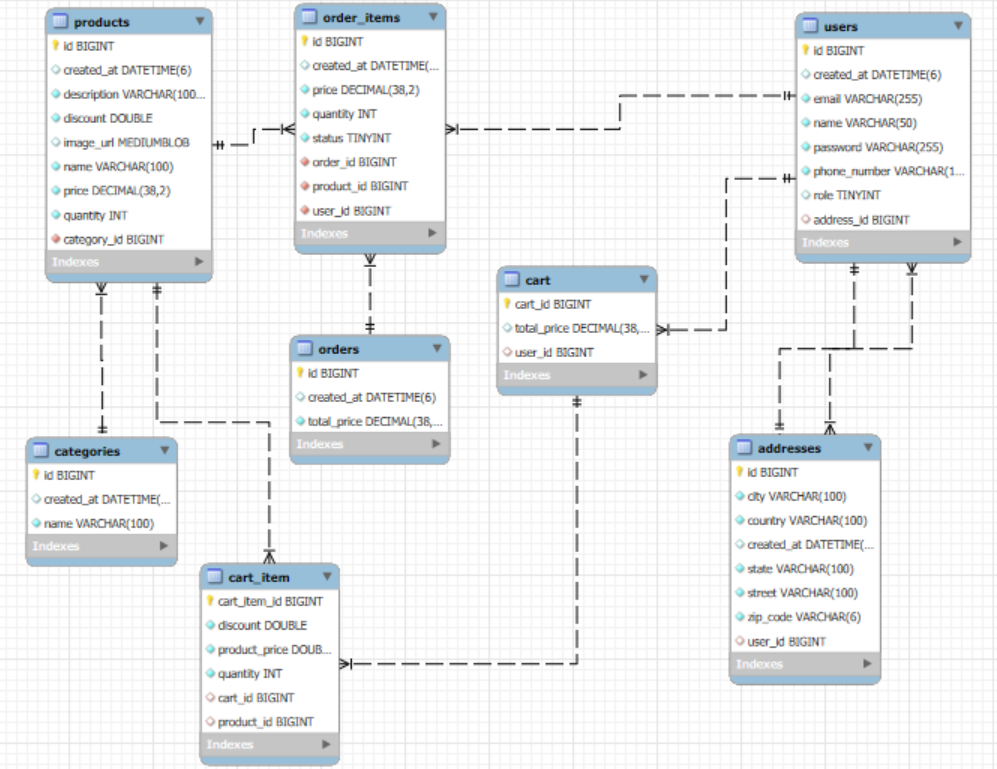 products
id BIGINT
created_at DATETIME(6)
description VARCHAR(100...
discount DOUBLE
image_url MEDIUMBLOB
name VARCHAR(100)
price DECIMAL(38,2)
quantity INT
category_id BIGINT
Indexes
order_items
id BIGINT
created_at DATETIME(...
price DECIMAL(38,2)
quantity INT
status TINYINT
order_id BIGINT
product_id BIGINT
user_id BIGINT
Indexes
users
id BIGINT
created_at DATETIME(6)
email VARCHAR(255)
name VARCHAR(50)
password VARCHAR(255)
phone_number VARCHAR(1...
role TINYINT
address_id BIGINT
Indexes
cart
cart_id BIGINT
total_price DECIMAL(38,...
user_id BIGINT
Indexes
orders
id BIGINT
created_at DATETIME(6)
total_price DECIMAL(38,...
Indexes
categories
id BIGINT
created_at DATETIME(...
name VARCHAR(100)
Indexes
addresses
id BIGINT
city VARCHAR(100)
country VARCHAR(100)
created_at DATETIME(...
state VARCHAR(100)
street VARCHAR(100)
zip_code VARCHAR(6)
user_id BIGINT
Indexes
cart_item
cart_item_id BIGINT
discount DOUBLE
product_price DOUB...
quantity INT
cart_id BIGINT
product_id BIGINT
Indexes